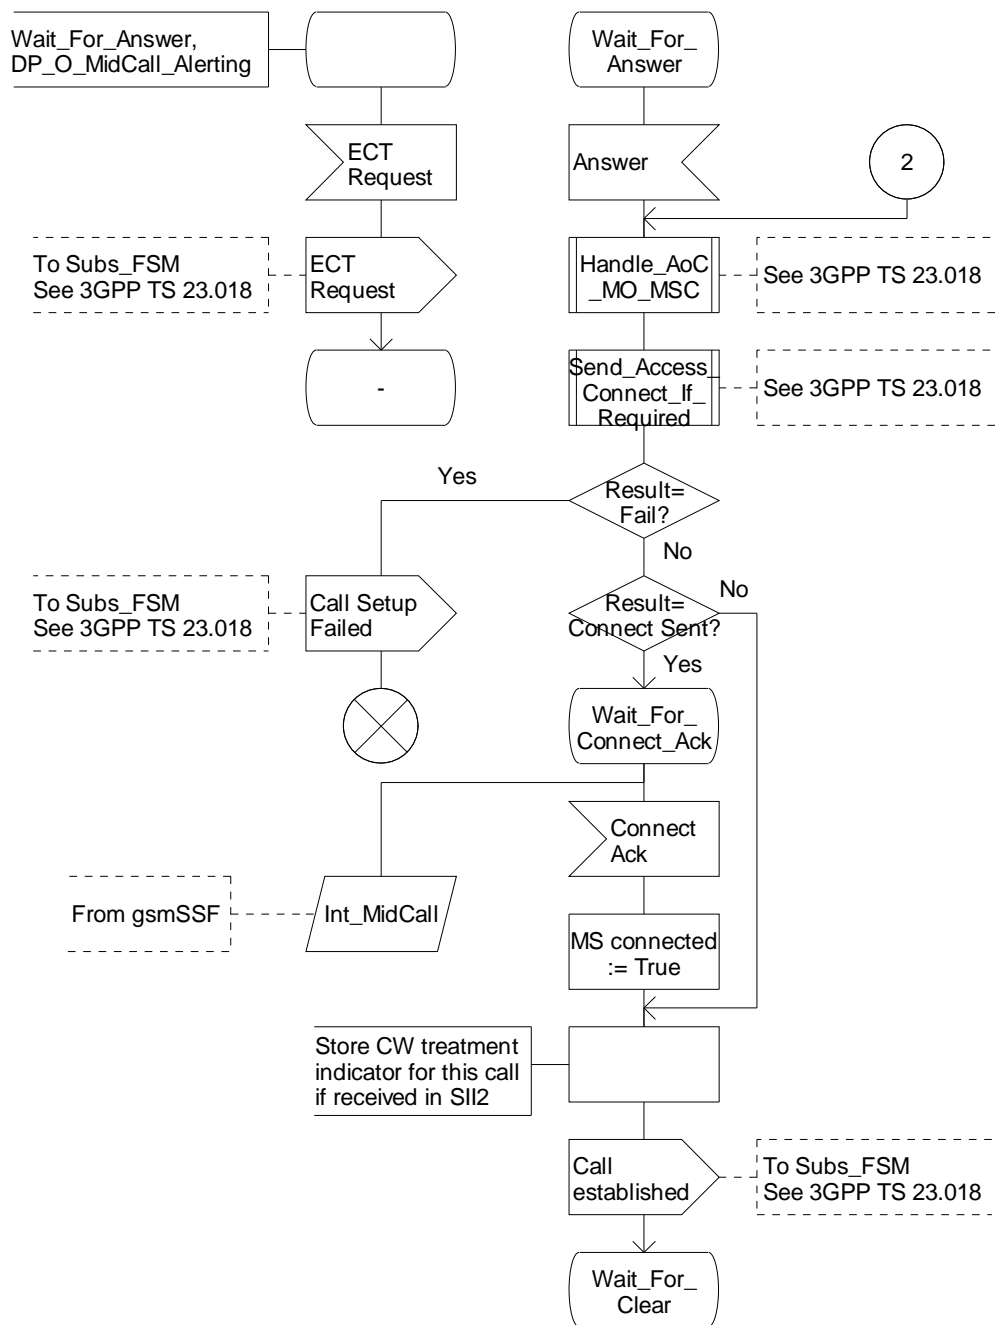 Wait_For_Answer,
DP_O_MidCall_Alerting
Wait_For_
Answer
ECT
Request
Answer
2
To Subs_FSM
See 3GPP TS 23.018
ECT
Request
Handle_AoC
_MO_MSC
See 3GPP TS 23.018
-
Send_Access_
Connect_If_
Required
See 3GPP TS 23.018
Yes
Result=
Fail?
No
To Subs_FSM
See 3GPP TS 23.018
Call Setup
Failed
Result=
Connect Sent?
No
Yes
Wait_For_
Connect_Ack
Connect
Ack
From gsmSSF
Int_MidCall
MS connected
:= True
Store CW treatment
indicator for this call
if received in SII2
Call
established
To Subs_FSM
See 3GPP TS 23.018
Wait_For_
Clear